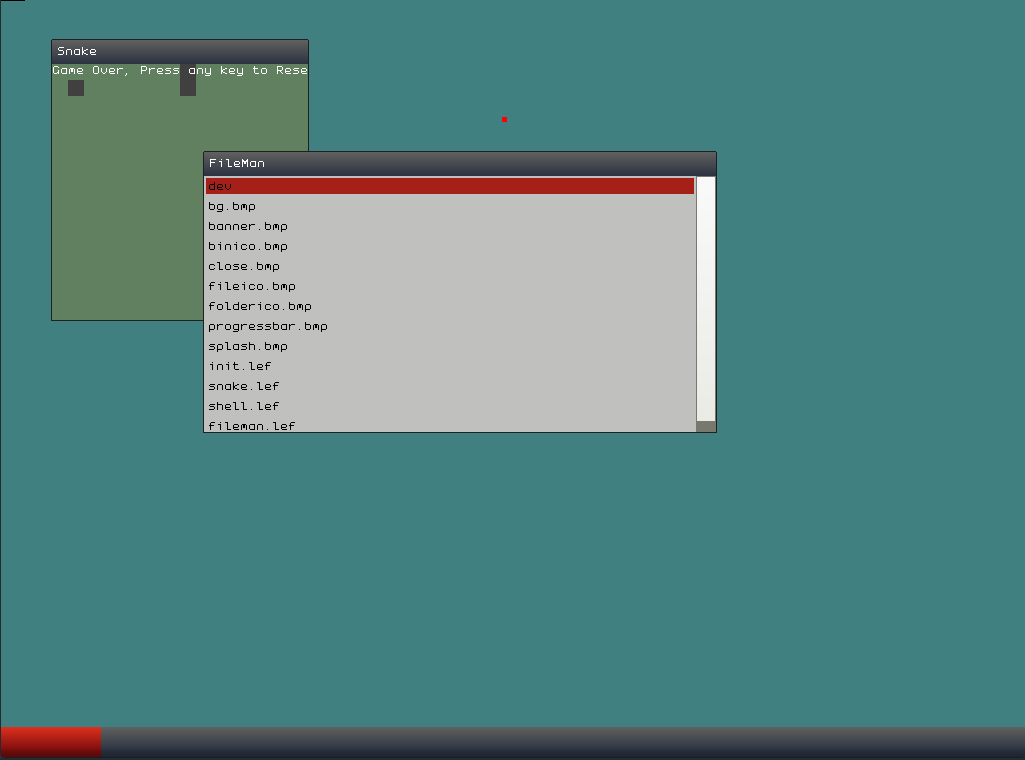 Snake
Game Over, Press any key to Rese
FileMan
dev
bg.bmp
banner.bmp
binico.bmp
close.bmp
fileico.bmp
folderico.bmp
progressbar.bmp
splash.bmp
init.lef
snake.lef
shell.lef
fileman.lef